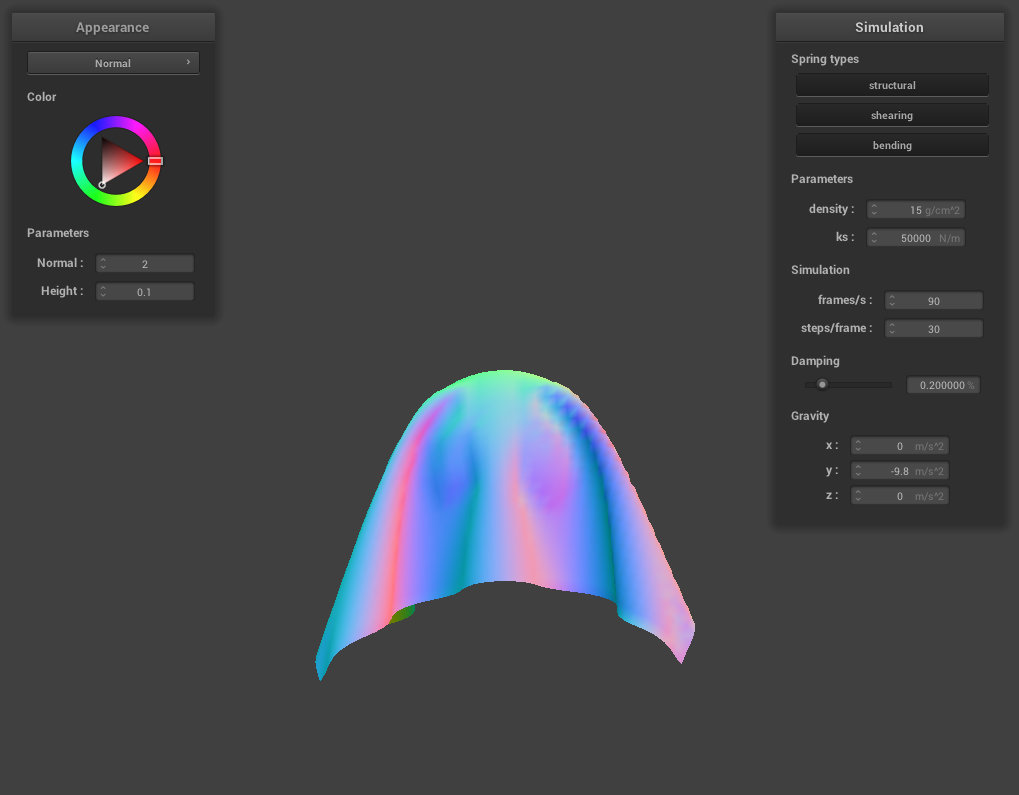 Appearance
Normal ›
Color
Parameters
Normal : 2
Height : 0.1
Simulation
Spring types
structural
shearing
bending
Parameters
density : 15 g/cm^2
ks : 50000 N/m
Simulation
frames/s : 90
steps/frame : 30
Damping
0.200000 %
Gravity
x : 0 m/s^2
y : -9.8 m/s^2
z : 0 m/s^2